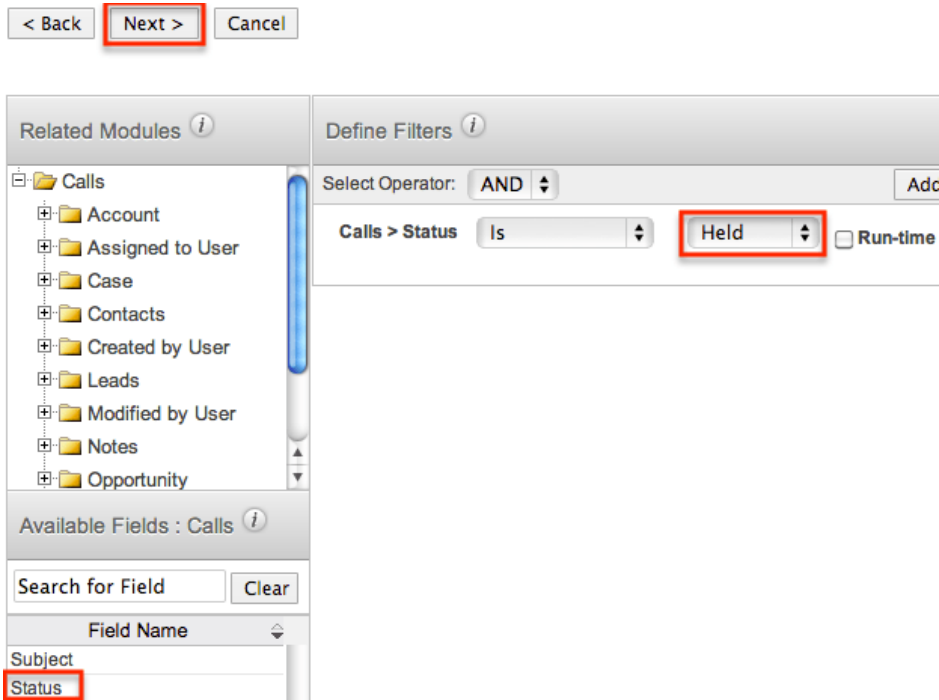 < Back Next > Cancel
Related Modules i
Define Filters i
Calls
Account
Assigned to User
Case
Contacts
Created by User
Leads
Modified by User
Notes
Opportunity
Select Operator: AND Add
Calls > Status Is Held Run-time
Available Fields : Calls i
Search for Field Clear
Field Name
Subject
Status